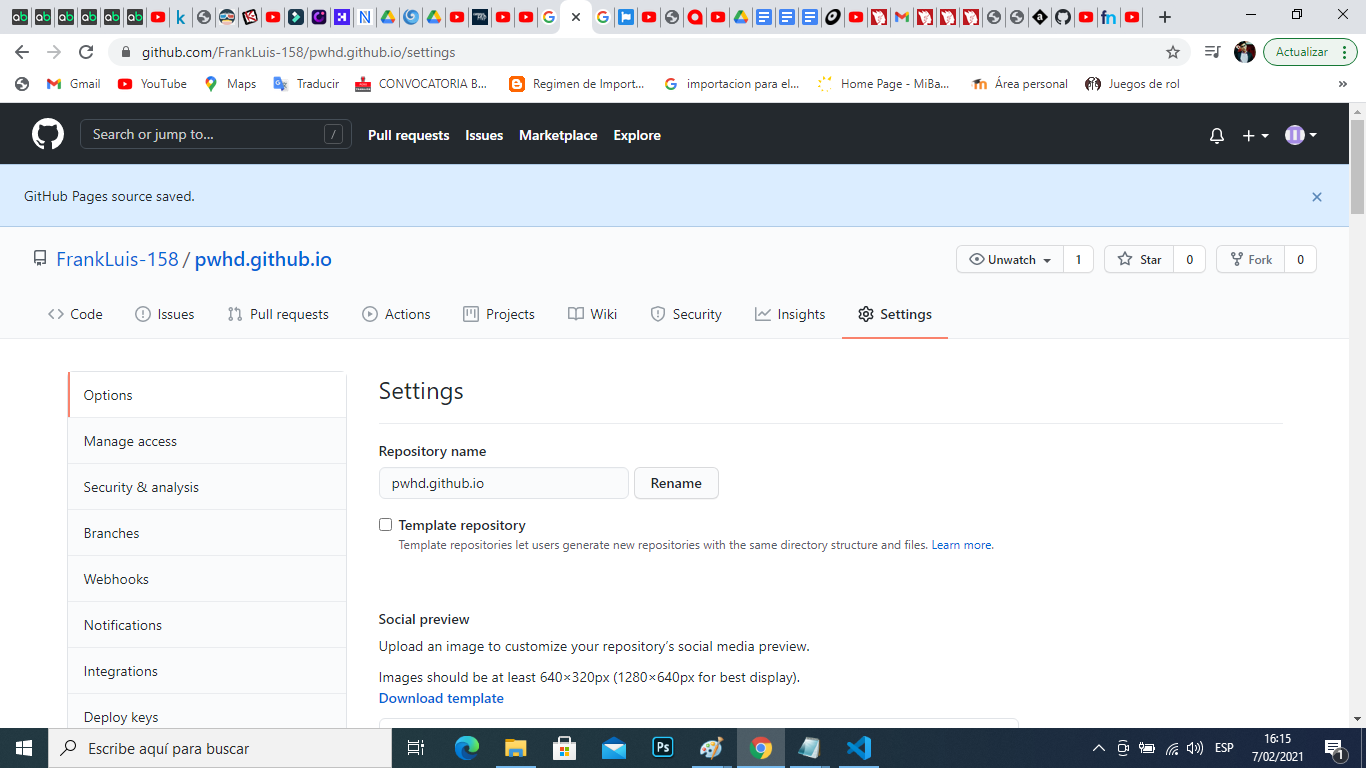 github.com/FrankLuis-158/pwhd.github.io/settings
Actualizar
Gmail
YouTube
Maps
Traducir
CONVOCATORIA B...
Regimen de Import...
importacion para el...
Home Page - MiBa...
Área personal
Juegos de rol
»
Search or jump to...
/
Pull requests
Issues
Marketplace
Explore
GitHub Pages source saved.
FrankLuis-158 / pwhd.github.io
Unwatch
1
Star
0
Fork
0
Code
Issues
Pull requests
Actions
Projects
Wiki
Security
Insights
Settings
Options
Manage access
Security & analysis
Branches
Webhooks
Notifications
Integrations
Deploy keys
Settings
Repository name
pwhd.github.io
Rename
Template repository
Template repositories let users generate new repositories with the same directory structure and files. Learn more.
Social preview
Upload an image to customize your repository’s social media preview.
Images should be at least 640×320px (1280×640px for best display).
Download template
Escribe aquí para buscar
Ps
ESP
16:15
7/02/2021
1